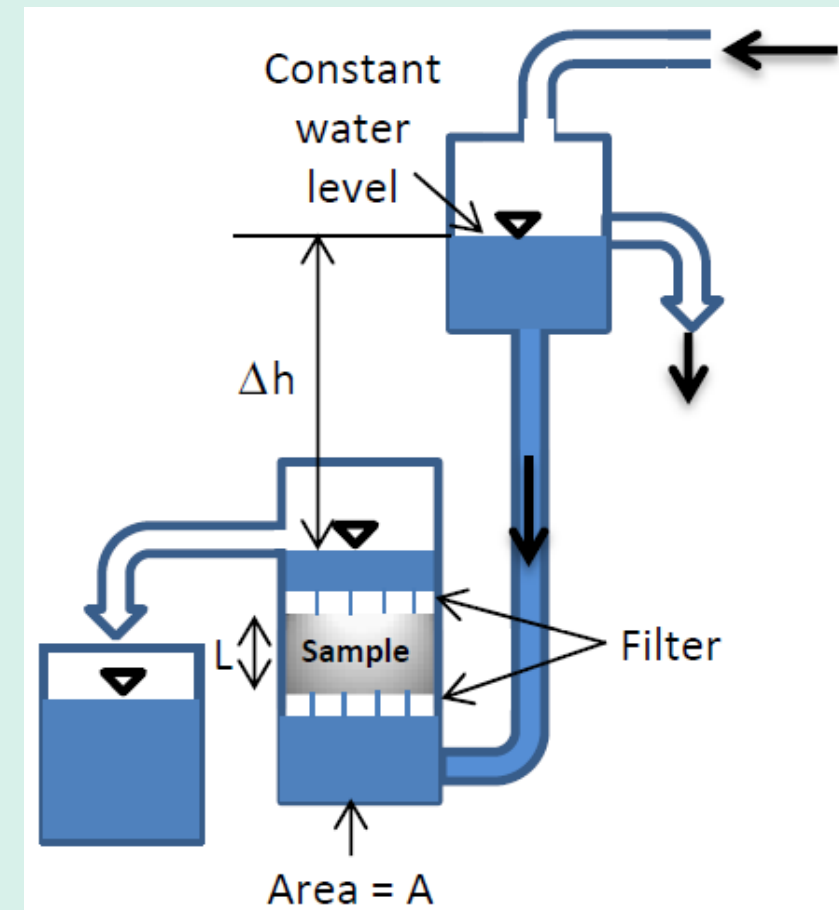 Constant
water
level
Δh
L
Sample
Filter
Area = A